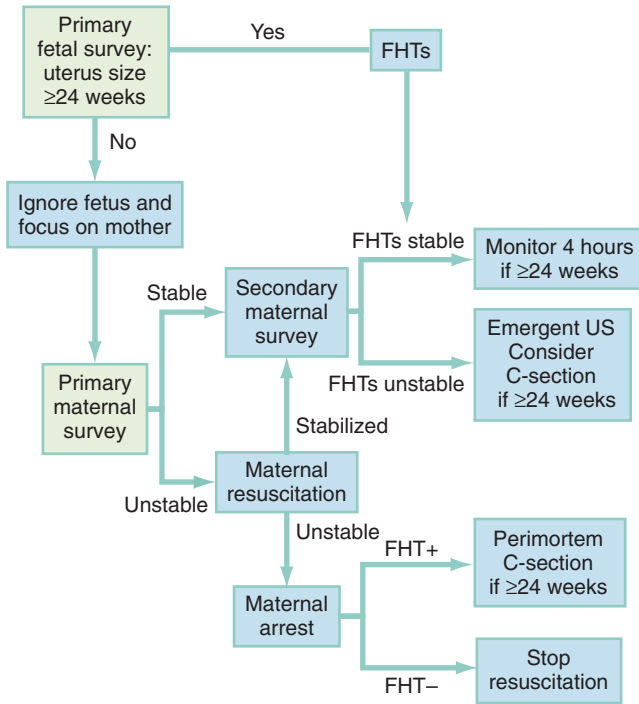 Primary
fetal survey:
uterus size
≥24 weeks
Yes
FHTs
No
Ignore fetus and
focus on mother
FHTs stable
Monitor 4 hours
if ≥24 weeks
Stable
Secondary
maternal
survey
Emergent US
Consider
C-section
if ≥24 weeks
FHTs unstable
Primary
maternal
survey
Stabilized
Unstable
Maternal
resuscitation
Unstable
FHT+
Perimortem
C-section
if ≥24 weeks
Maternal
arrest
FHT–
Stop
resuscitation